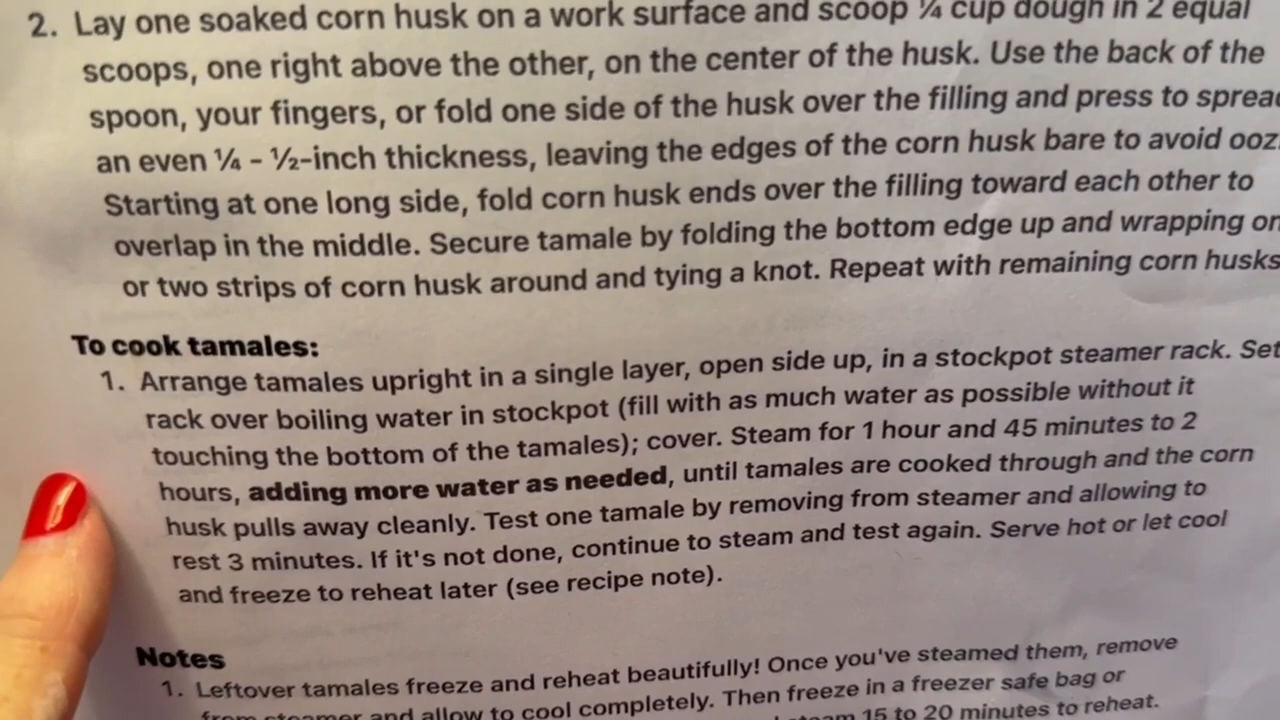 2. Lay one soaked corn husk on a work surface and scoop ¼ cup dough in 2 equal
scoops, one right above the other, on the center of the husk. Use the back of the
spoon, your fingers, or fold one side of the husk over the filling and press to sprea
an even ¼ - ½-inch thickness, leaving the edges of the corn husk bare to avoid ooz
Starting at one long side, fold corn husk ends over the filling toward each other to
overlap in the middle. Secure tamale by folding the bottom edge up and wrapping on
or two strips of corn husk around and tying a knot. Repeat with remaining corn husks
To cook tamales:
1. Arrange tamales upright in a single layer, open side up, in a stockpot steamer rack. Set
rack over boiling water in stockpot (fill with as much water as possible without it
touching the bottom of the tamales); cover. Steam for 1 hour and 45 minutes to 2
hours, adding more water as needed, until tamales are cooked through and the corn
husk pulls away cleanly. Test one tamale by removing from steamer and allowing to
rest 3 minutes. If it's not done, continue to steam and test again. Serve hot or let cool
and freeze to reheat later (see recipe note).
Notes
1. Leftover tamales freeze and reheat beautifully! Once you've steamed them, remove
from steamer and allow to cool completely. Then freeze in a freezer safe bag or
15 to 20 minutes to reheat.